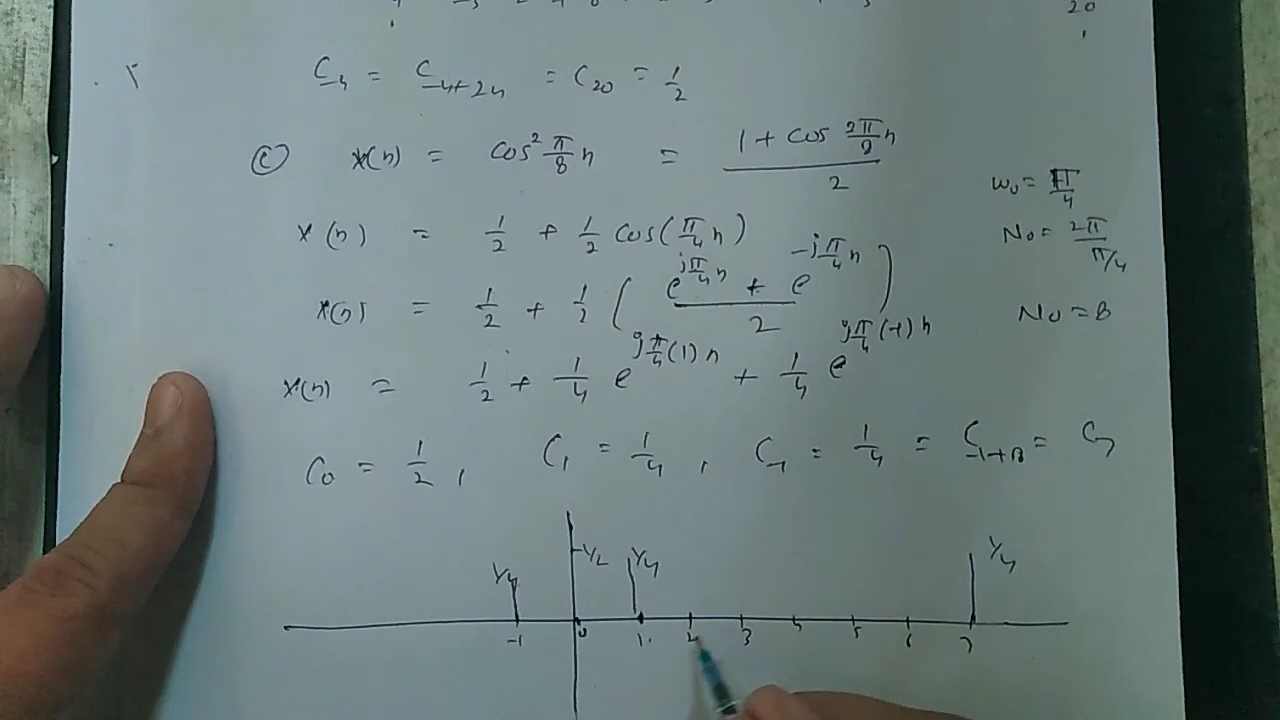 20
C₋₄ = C₋₄₊₂₄ = C₂₀ = 1/2
(c) x(n) = cos² π/8 n = (1 + cos 2π/8 n)/2
ω₀ = π/4
x(n) = 1/2 + 1/2 cos(π/4 n)
N₀ = 2π/(π/4)
x(n) = 1/2 + 1/2 ( (e^(jπ/4 n) + e^(-jπ/4 n))/2 )
N₀ = 8
x(n) = 1/2 + 1/4 e^(jπ/4 (1) n) + 1/4 e^(jπ/4 (-1) n)
C₀ = 1/2 , C₁ = 1/4 , C₋₁ = 1/4 = C₋₁₊₈ = C₇
1/4 1/2 1/4 1/4
-1 0 1 2 3 4 5 6 7